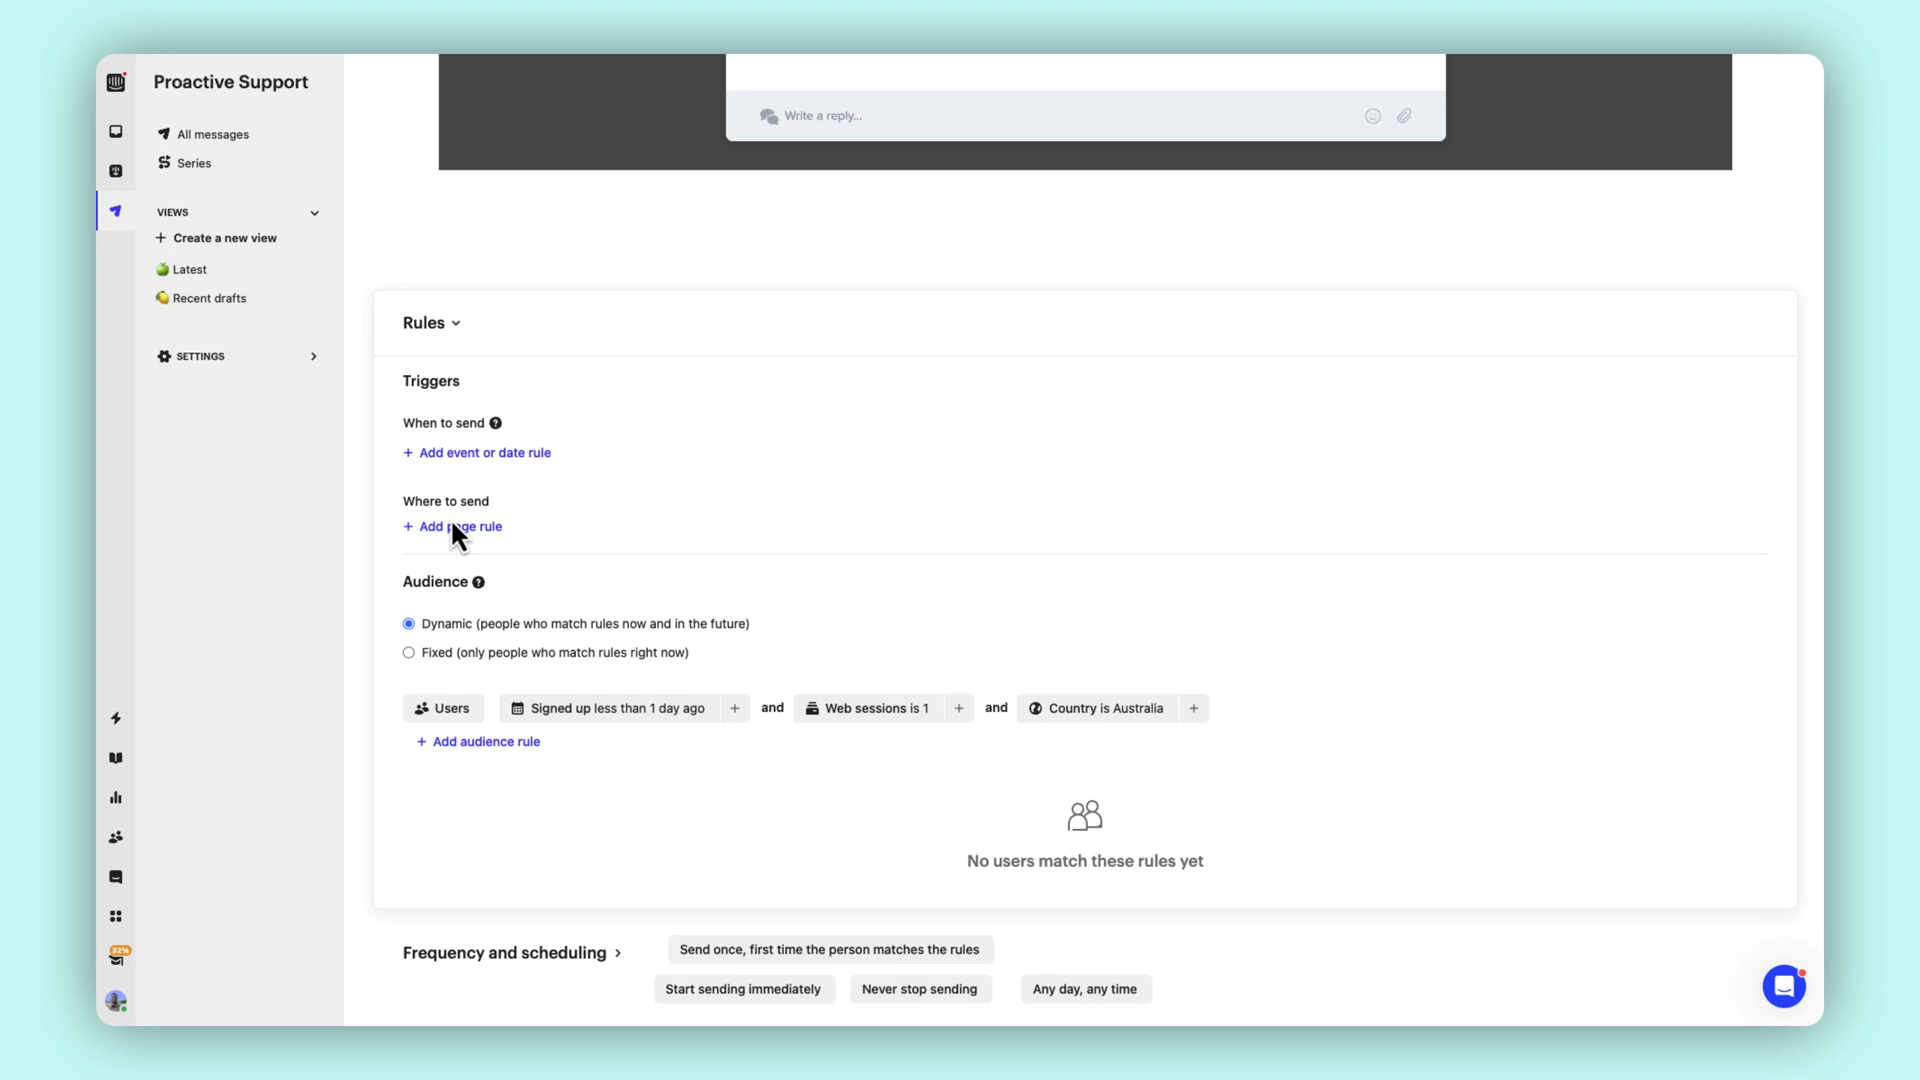 Proactive Support
All messages
Series
VIEWS
Create a new view
Latest
Recent drafts
SETTINGS
32%
Write a reply...
Rules
Triggers
When to send
+ Add event or date rule
Where to send
+ Add page rule
Audience
Dynamic (people who match rules now and in the future)
Fixed (only people who match rules right now)
Users Signed up less than 1 day ago + and Web sessions is 1 + and Country is Australia +
+ Add audience rule
No users match these rules yet
Frequency and scheduling Send once, first time the person matches the rules
Start sending immediately Never stop sending Any day, any time